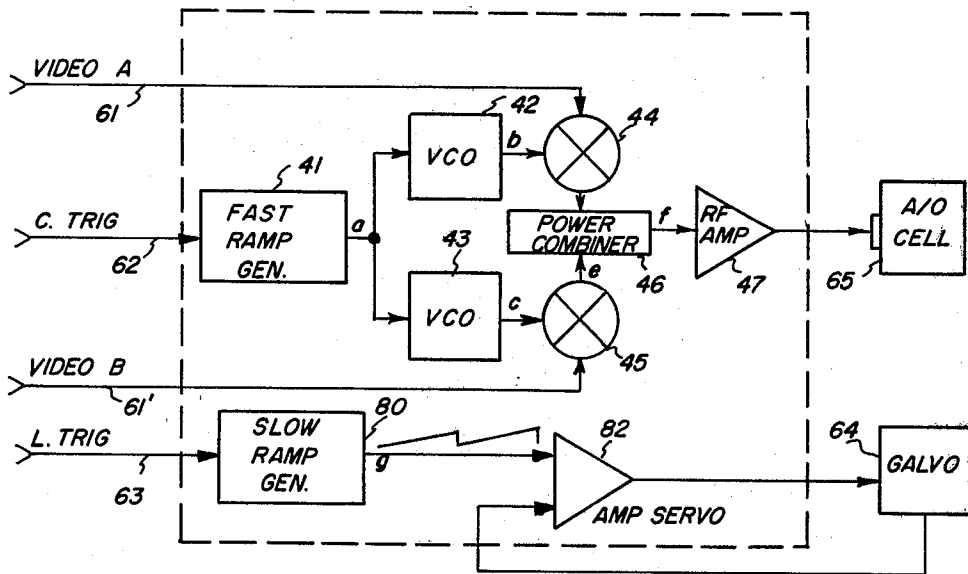 VIDEO A
61
C. TRIG
62
41
FAST
RAMP
GEN.
a
42
VCO
b
43
VCO
c
44
POWER
COMBINER
46
e
45
f
RF
AMP
47
A/O
CELL
65
VIDEO B
61'
L. TRIG
63
80
SLOW
RAMP
GEN.
g
82
AMP SERVO
64
GALVO